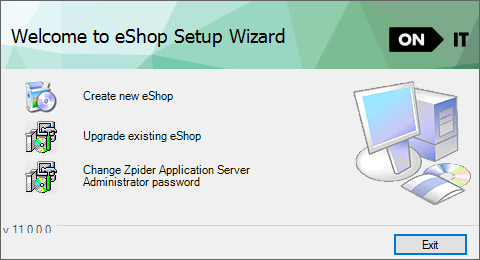 Welcome to eShop Setup Wizard
ON IT
Create new eShop
Upgrade existing eShop
Change Zpider Application Server
Administrator password
v 11.0.0.0
Exit